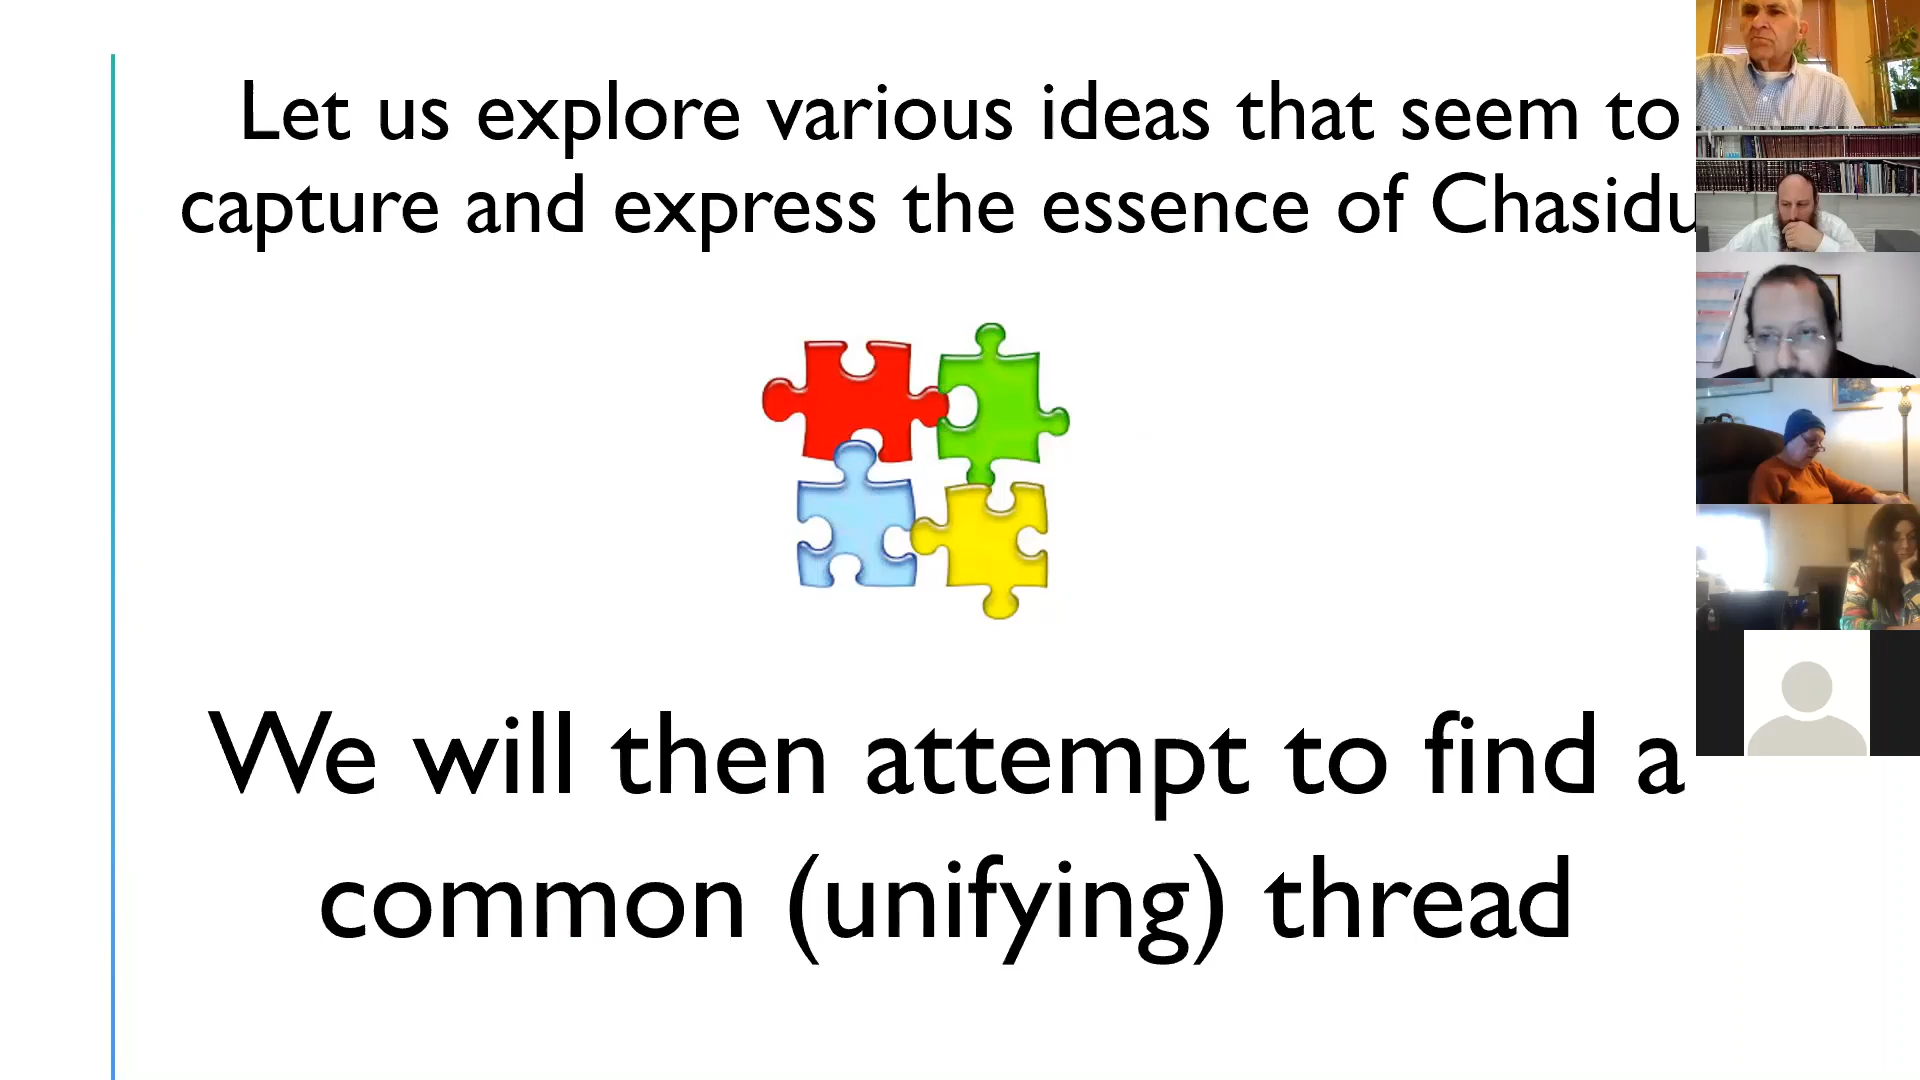 Let us explore various ideas that seem to
capture and express the essence of Chasidu
We will then attempt to find a
common (unifying) thread